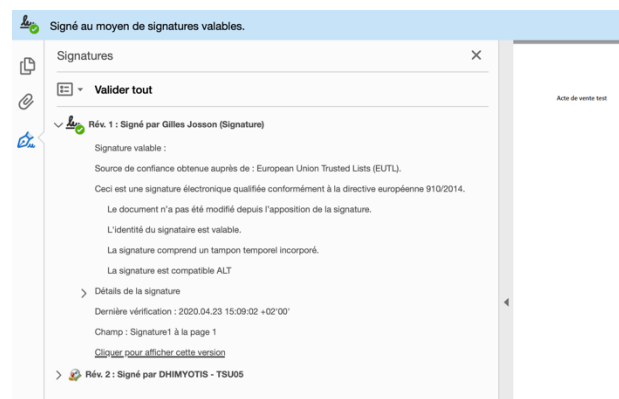 Signé au moyen de signatures valables.
Signatures
Valider tout
Acte de vente test
Rév. 1 : Signé par Gilles Josson (Signature)
Signature valable :
Source de confiance obtenue auprès de : European Union Trusted Lists (EUTL).
Ceci est une signature électronique qualifiée conformément à la directive européenne 910/2014.
Le document n'a pas été modifié depuis l'apposition de la signature.
L'identité du signataire est valable.
La signature comprend un tampon temporel incorporé.
La signature est compatible ALT
Détails de la signature
Dernière vérification : 2020.04.23 15:09:02 +02'00'
Champ : Signature1 à la page 1
Cliquer pour afficher cette version
Rév. 2 : Signé par DHIMYOTIS - TSU05